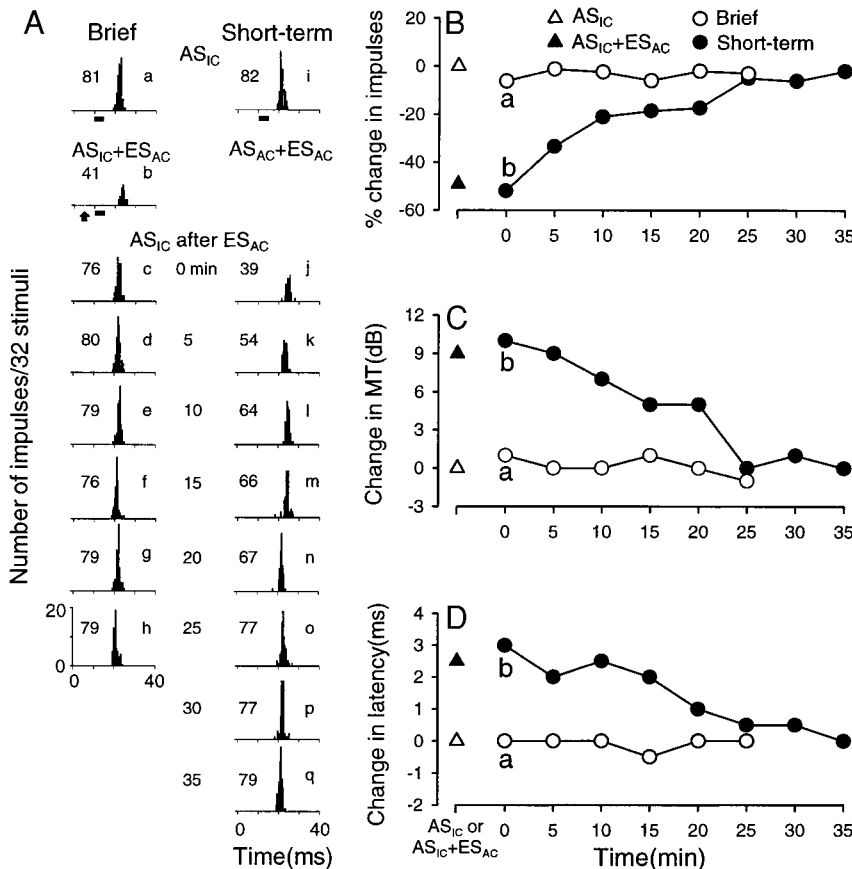 A
Brief
Short-term
AS_IC
81
a
82
i
AS_IC+ES_AC
AS_AC+ES_AC
41
b
AS_IC after ES_AC
76
c
0 min
39
j
80
d
5
54
k
79
e
10
64
l
76
f
15
66
m
79
g
20
67
n
20
79
h
25
77
o
0
0
40
30
77
p
35
79
q
0
40
Time(ms)
Number of impulses/32 stimuli
B
AS_IC
Brief
AS_IC+ES_AC
Short-term
20
0
-20
-40
-60
% change in impulses
a
b
0 5 10 15 20 25 30 35
C
12
9
6
3
0
-3
Change in MT(dB)
b
a
0 5 10 15 20 25 30 35
D
4
3
2
1
0
-1
-2
Change in latency(ms)
b
a
AS_IC or
AS_IC+ES_AC
0 5 10 15 20 25 30 35
Time(min)